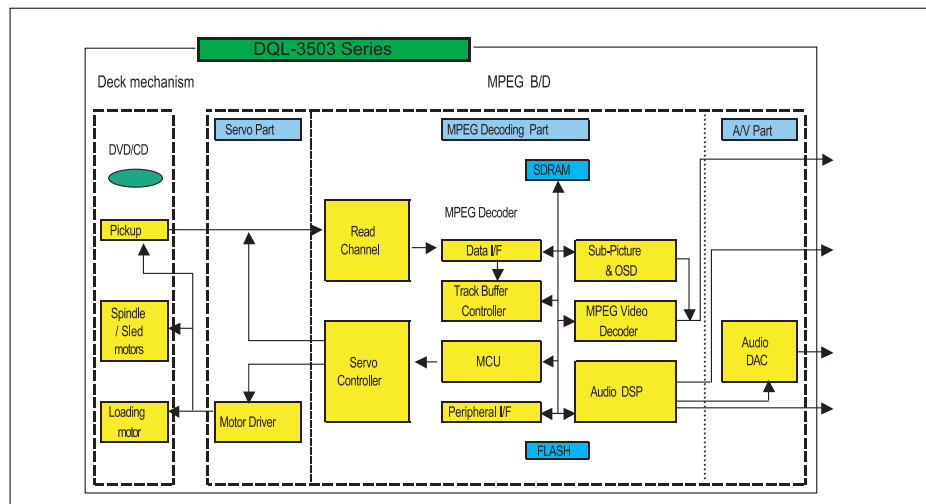 DQL-3503 Series
Deck mechanism
MPEG B/D
Servo Part
MPEG Decoding Part
A/V Part
DVD/CD
SDRAM
Pickup
Read
Channel
MPEG Decoder
Data I/F
Sub-Picture
& OSD
Track Buffer
Controller
Spindle
/ Sled
motors
MPEG Video
Decoder
Servo
Controller
MCU
Audio
DAC
Audio DSP
Loading
motor
Motor Driver
Peripheral I/F
FLASH